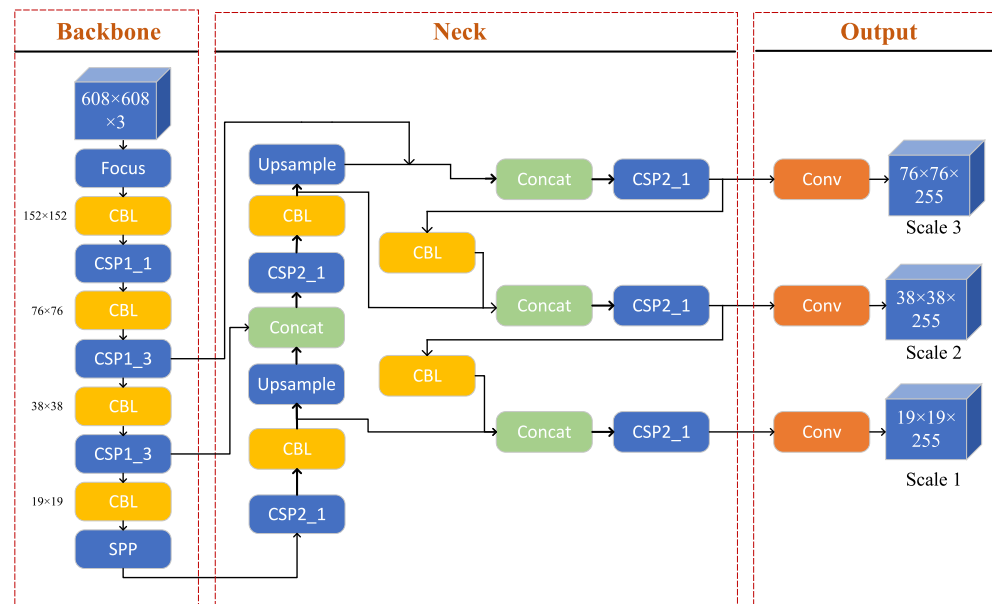 Backbone
Neck
Output
608×608
×3
Focus
152×152
CBL
CSP1_1
76×76
CBL
CSP1_3
38×38
CBL
CSP1_3
19×19
CBL
SPP
Upsample
CBL
CSP2_1
Concat
Upsample
CBL
CSP2_1
Concat
CSP2_1
CBL
Concat
CSP2_1
CBL
Concat
CSP2_1
Conv
76×76×
255
Scale 3
Conv
38×38×
255
Scale 2
Conv
19×19×
255
Scale 1